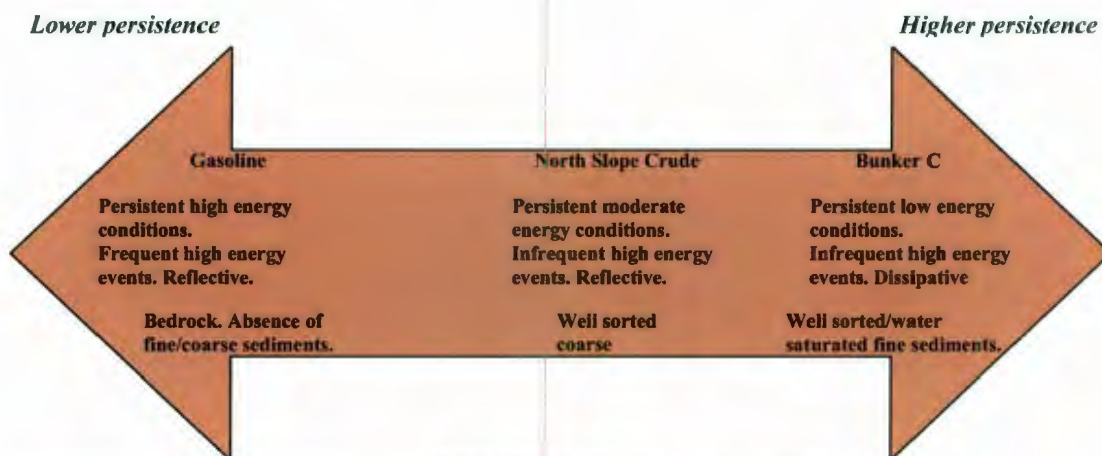 Lower persistence
Higher persistence
Gasoline
North Slope Crude
Bunker C
Persistent high energy
conditions.
Frequent high energy
events. Reflective.
Persistent moderate
energy conditions.
Infrequent high energy
events. Reflective.
Persistent low energy
conditions.
Infrequent high energy
events. Dissipative
Bedrock. Absence of
fine/coarse sediments.
Well sorted
coarse
Well sorted/water
saturated fine sediments.